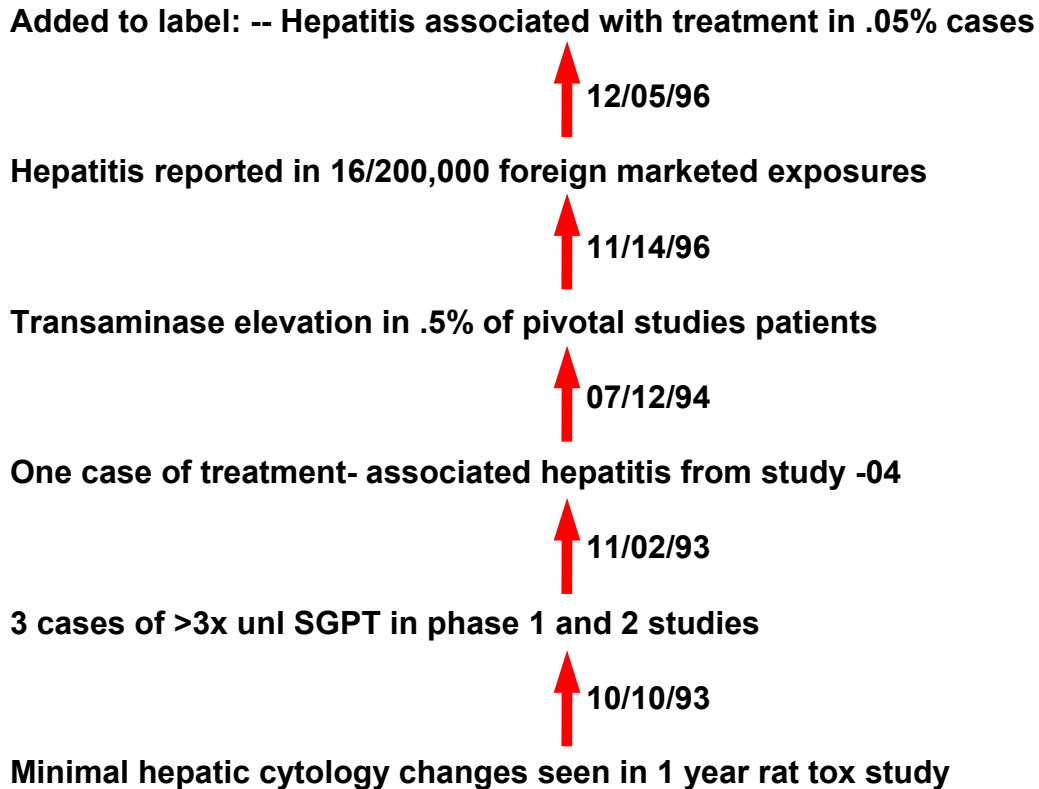 Added to label: -- Hepatitis associated with treatment in .05% cases
12/05/96
Hepatitis reported in 16/200,000 foreign marketed exposures
11/14/96
Transaminase elevation in .5% of pivotal studies patients
07/12/94
One case of treatment- associated hepatitis from study -04
11/02/93
3 cases of >3x unl SGPT in phase 1 and 2 studies
10/10/93
Minimal hepatic cytology changes seen in 1 year rat tox study